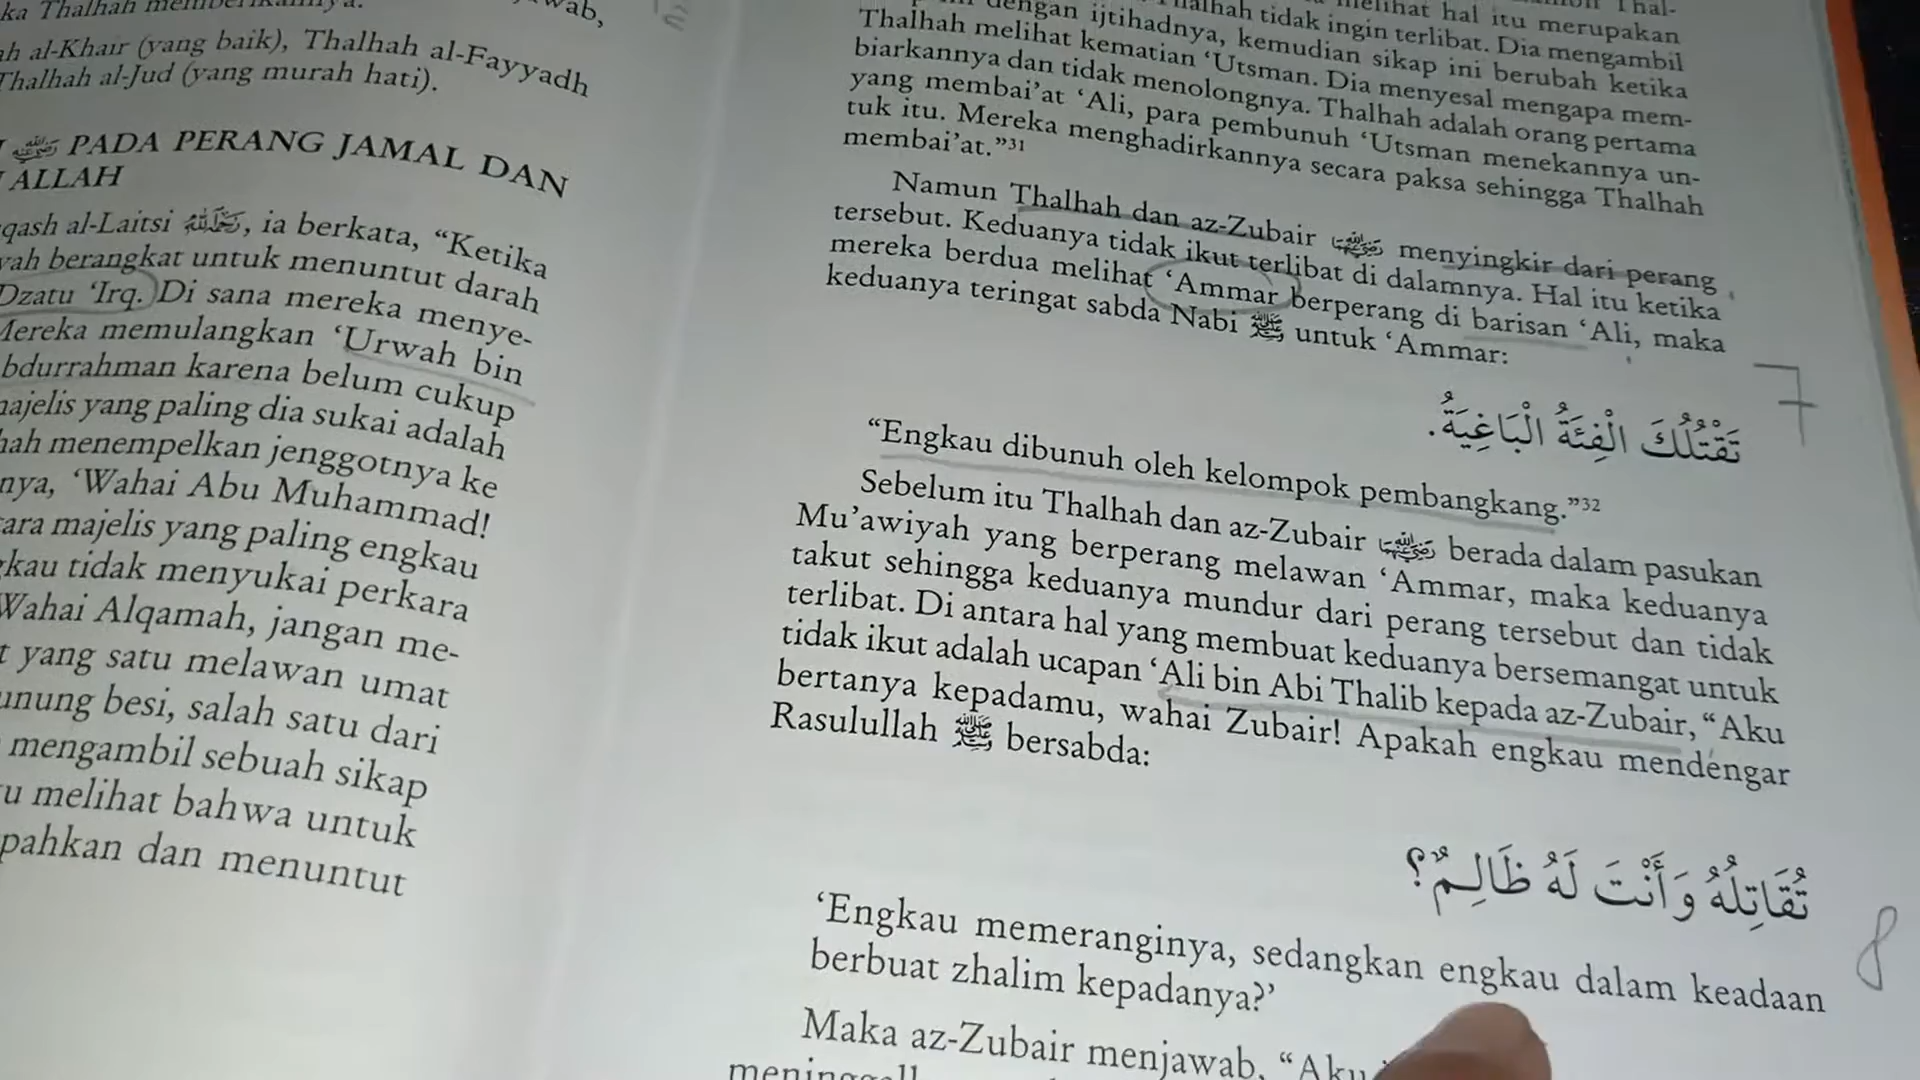 ka Thalhah
wab,
ah al-Khair (yang baik), Thalhah al-Fayyadh
Thalhah al-Jud (yang murah hati).
PADA PERANG JAMAL DAN
ALLAH
qash al-Laitsi ﵀, ia berkata, “Ketika
yah berangkat untuk menuntut darah
Dzatu ‘Irq. Di sana mereka menye-
Mereka memulangkan ‘Urwah bin
bdurrahman karena belum cukup
majelis yang paling dia sukai adalah
hah menempelkan jenggotnya ke
nya, ‘Wahai Abu Muhammad!
tara majelis yang paling engkau
gkau tidak menyukai perkara
Wahai Alqamah, jangan me-
t yang satu melawan umat
unung besi, salah satu dari
mengambil sebuah sikap
u melihat bahwa untuk
pahkan dan menuntut
Thal-
melihat hal itu merupakan
dengan ijtihadnya, Thalhah tidak ingin terlibat. Dia mengambil
kemudian sikap ini berubah ketika
Thalhah melihat kematian ‘Utsman. Dia menyesal mengapa mem-
biarkannya dan tidak menolongnya. Thalhah adalah orang pertama
yang membai’at ‘Ali, para pembunuh ‘Utsman menekannya un-
tuk itu. Mereka menghadirkannya secara paksa sehingga Thalhah
membai’at.”31
Namun Thalhah dan az-Zubair menyingkir dari perang
tersebut. Keduanya tidak ikut terlibat di dalamnya. Hal itu ketika
mereka berdua melihat ‘Ammar berperang di barisan ‘Ali, maka
keduanya teringat sabda Nabi ﷺ untuk ‘Ammar:
7
تَقْتُلُكَ الْفِئَةُ الْبَاغِيَةُ.
“Engkau dibunuh oleh kelompok pembangkang.”32
Sebelum itu Thalhah dan az-Zubair berada dalam pasukan
Mu’awiyah yang berperang melawan ‘Ammar, maka keduanya
takut sehingga keduanya mundur dari perang tersebut dan tidak
terlibat. Di antara hal yang membuat keduanya bersemangat untuk
tidak ikut adalah ucapan ‘Ali bin Abi Thalib kepada az-Zubair, “Aku
bertanya kepadamu, wahai Zubair! Apakah engkau mendengar
Rasulullah ﷺ bersabda:
تُقَاتِلُهُ وَأَنْتَ لَهُ ظَالِمٌ؟
8
‘Engkau memeranginya, sedangkan engkau dalam keadaan
berbuat zhalim kepadanya?’
Maka az-Zubair menjawab, “Aku